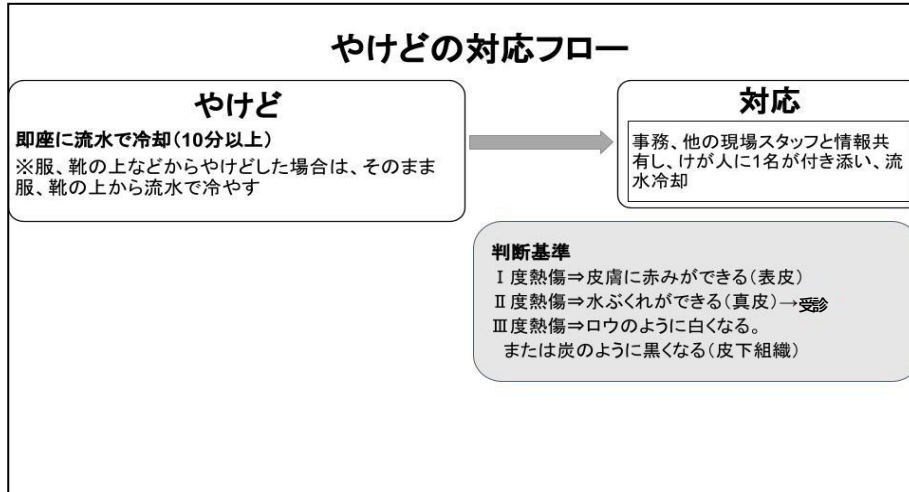 やけどの対応フロー
やけど
即座に流水で冷却(10分以上)
※服、靴の上などからやけどした場合は、そのまま
服、靴の上から流水で冷やす
対応
事務、他の現場スタッフと情報共
有し、けが人に1名が付き添い、流
水冷却
判断基準
Ⅰ度熱傷⇒皮膚に赤みができる(表皮)
Ⅱ度熱傷⇒水ぶくれができる(真皮)→受診
Ⅲ度熱傷⇒ロウのように白くなる。
または炭のように黒くなる(皮下組織)